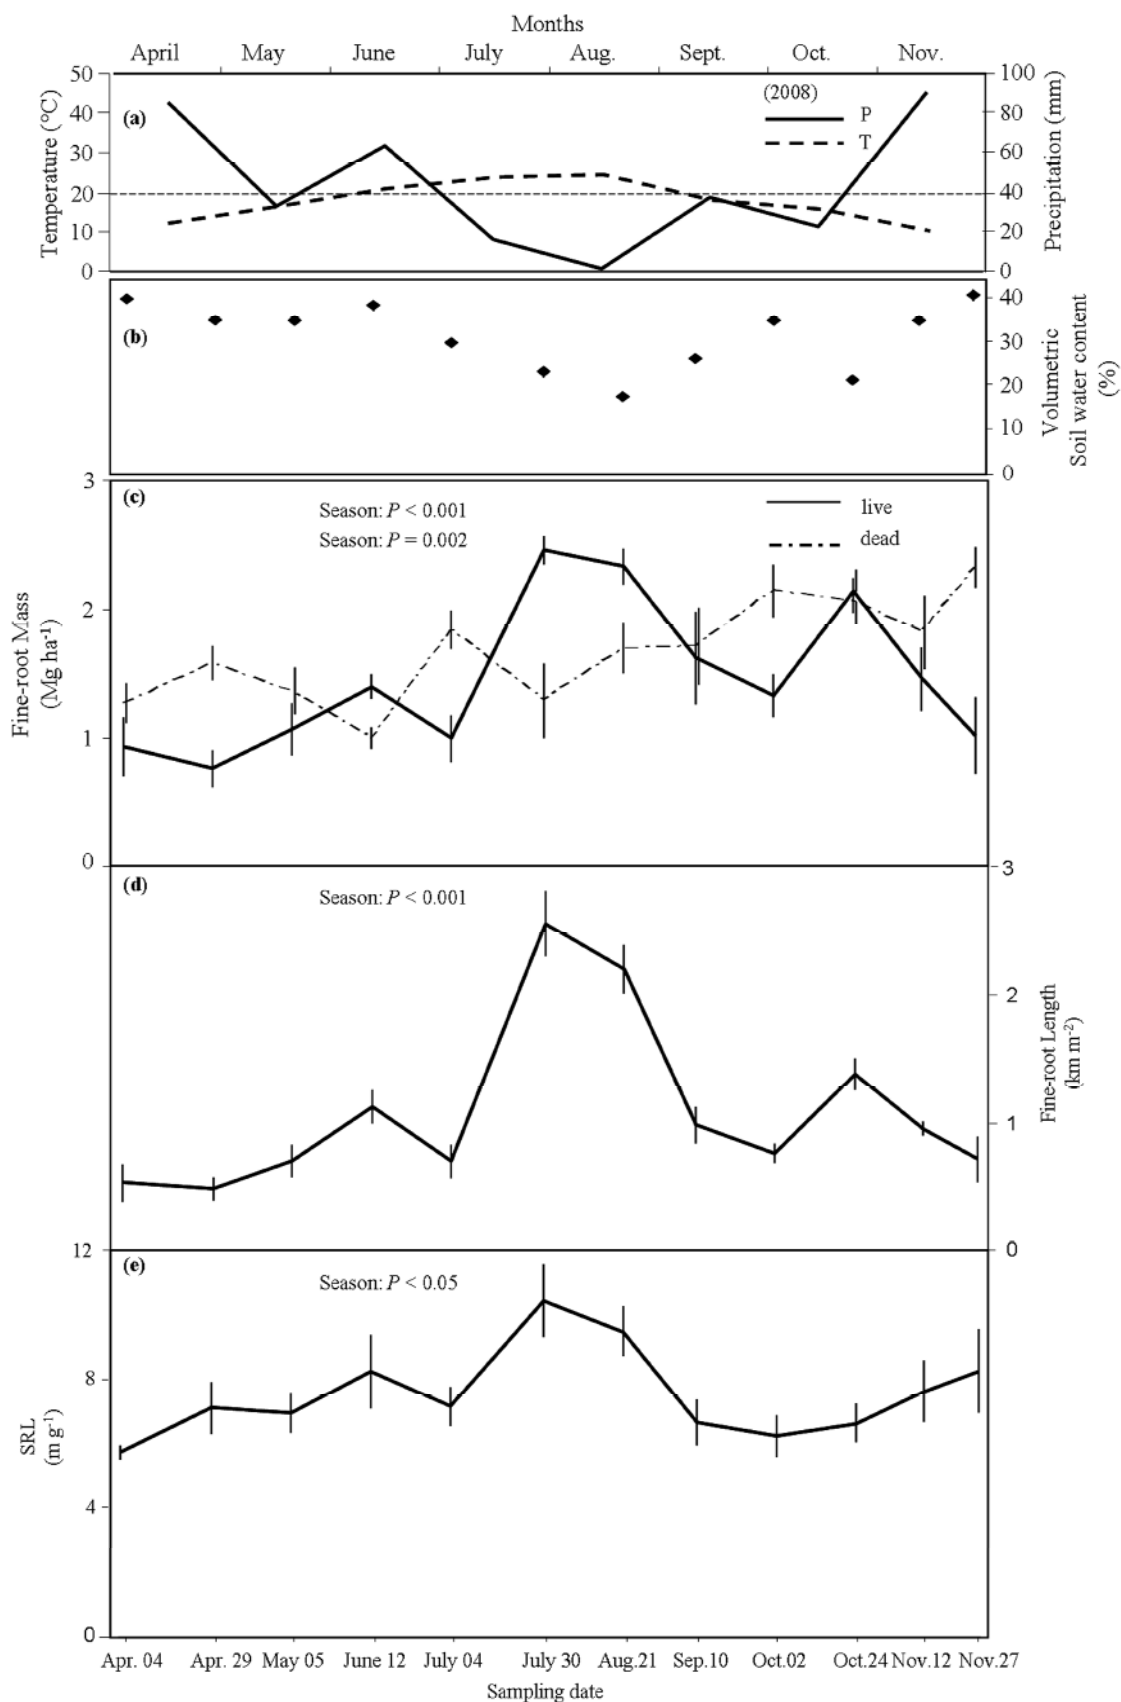 Months
April May June July Aug. Sept. Oct. Nov.
50 100
40 80
30 60
20 40
10 20
0 0
Temperature (°C)
Precipitation (mm)
(a)
(2008)
P
T
(b)
40
30
20
10
0
Volumetric
Soil water content
(%)
3
2
1
0
Fine-root Mass
(Mg ha-1)
(c)
Season: P < 0.001
Season: P = 0.002
live
dead
(d)
Season: P < 0.001
3
2
1
0
Fine-root Length
(km m-2)
12
8
4
0
SRL
(m g-1)
(e)
Season: P < 0.05
Apr. 04 Apr. 29 May 05 June 12 July 04 July 30 Aug.21 Sep.10 Oct.02 Oct.24 Nov.12 Nov.27
Sampling date